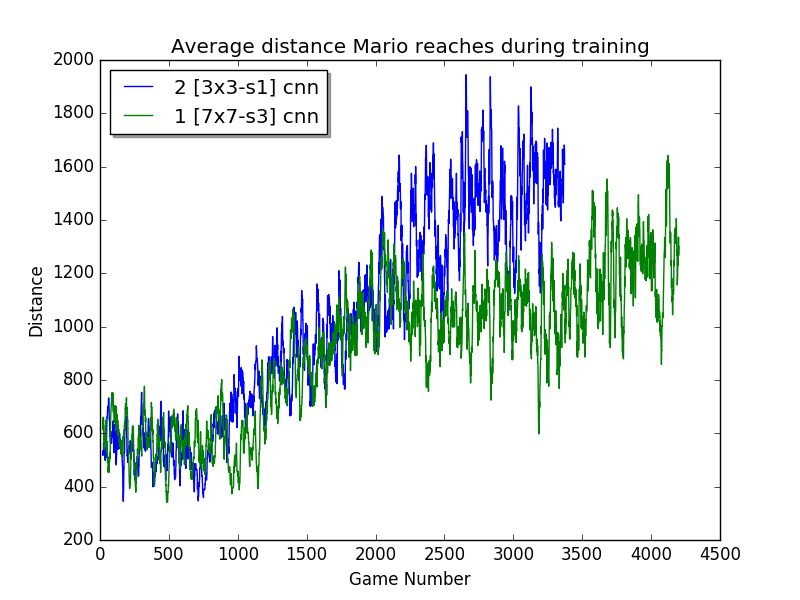 Average distance Mario reaches during training
2 [3x3-s1] cnn
1 [7x7-s3] cnn
2000
1800
1600
1400
1200
1000
800
600
400
200
Distance
0 500 1000 1500 2000 2500 3000 3500 4000 4500
Game Number